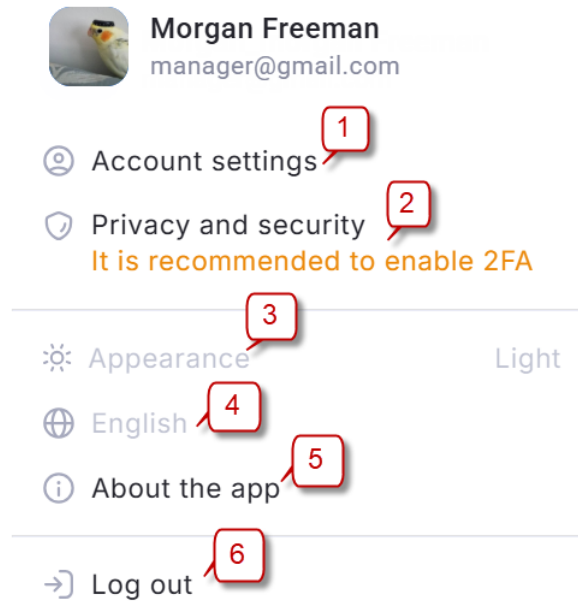 Morgan Freeman
manager@gmail.com
1
Account settings
2
Privacy and security
It is recommended to enable 2FA
3
Appearance Light
4
English
5
About the app
6
Log out